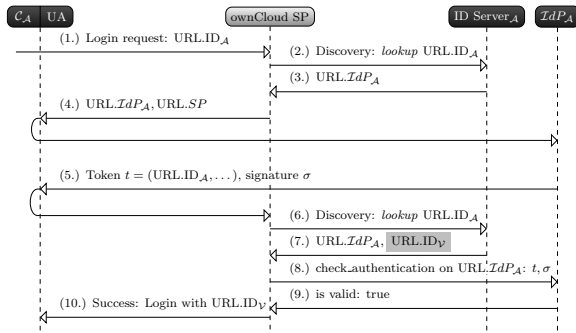 C_A UA ownCloud SP ID Server_A IdP_A
(1.) Login request: URL.ID_A
(2.) Discovery: lookup URL.ID_A
(3.) URL.IdP_A
(4.) URL.IdP_A, URL.SP
(5.) Token t = (URL.ID_A, . . . ), signature σ
(6.) Discovery: lookup URL.ID_A
(7.) URL.IdP_A, URL.ID_V
(8.) check_authentication on URL.IdP_A: t, σ
(9.) is valid: true
(10.) Success: Login with URL.ID_V